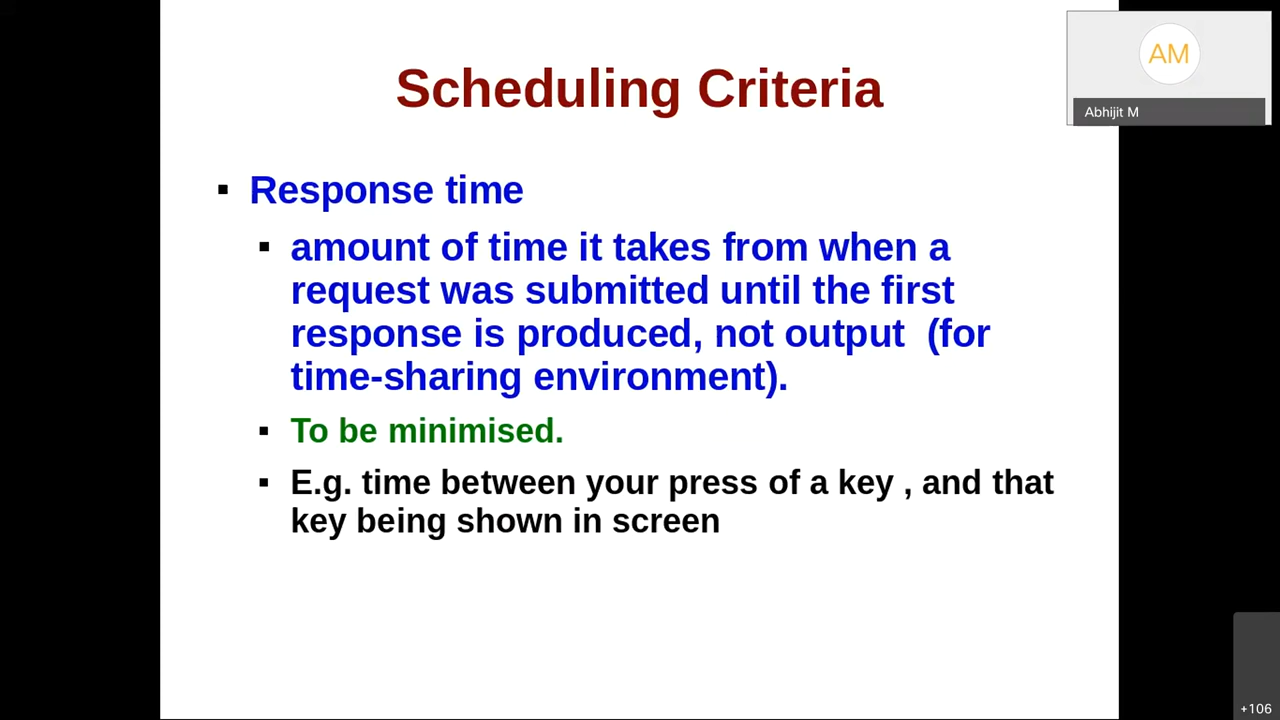 Scheduling Criteria
AM
Abhijit M
▪ Response time
▪ amount of time it takes from when a
request was submitted until the first
response is produced, not output  (for
time-sharing environment).
▪ To be minimised.
▪ E.g. time between your press of a key , and that
key being shown in screen
+106